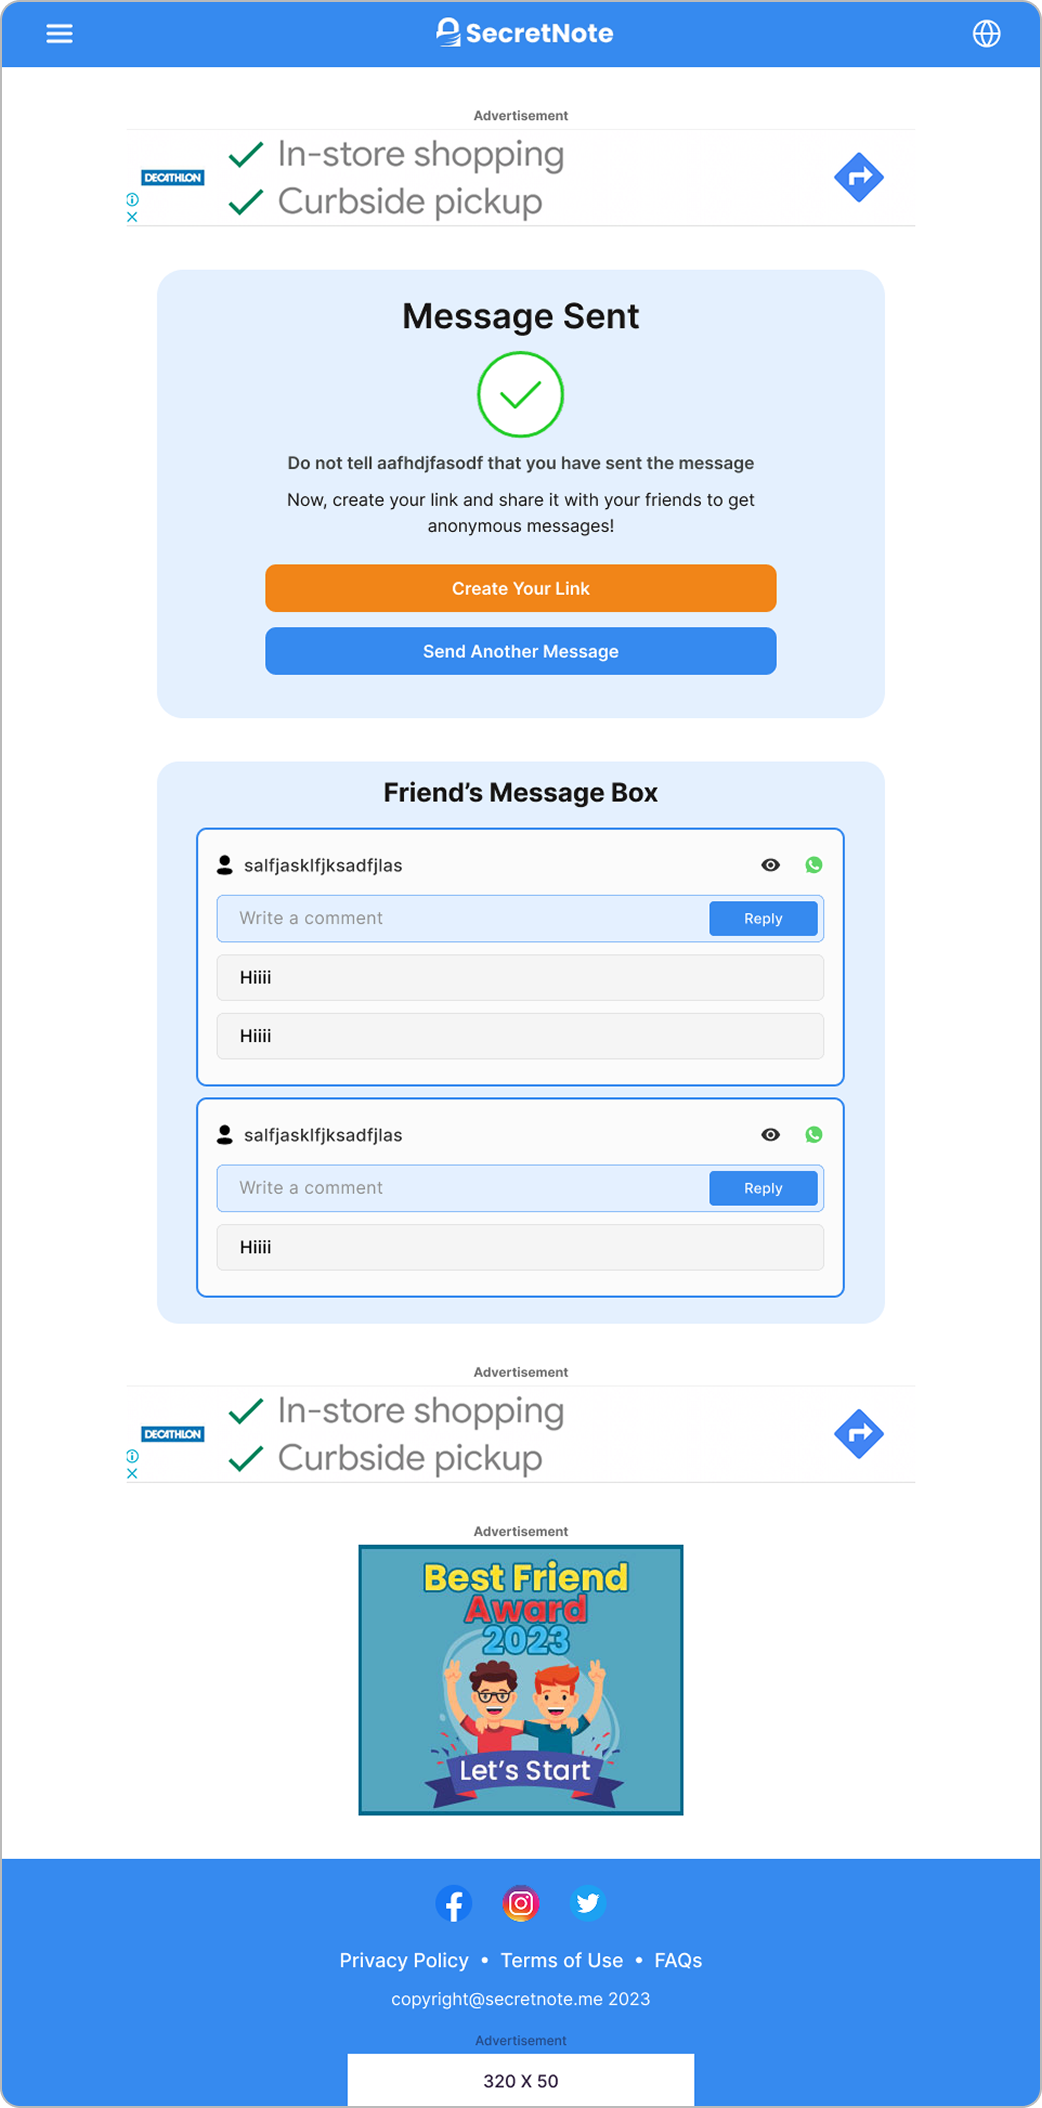 SecretNote
Advertisement
DECATHLON
In-store shopping
Curbside pickup
Message Sent
Do not tell aafhdjfasodf that you have sent the message
Now, create your link and share it with your friends to get
anonymous messages!
Create Your Link
Send Another Message
Friend’s Message Box
salfjasklfjksadfjlas
Write a comment
Reply
Hiiii
Hiiii
salfjasklfjksadfjlas
Write a comment
Reply
Hiiii
Advertisement
DECATHLON
In-store shopping
Curbside pickup
Advertisement
Best Friend
Award
2023
Let’s Start
Privacy Policy • Terms of Use • FAQs
copyright@secretnote.me 2023
Advertisement
320 X 50